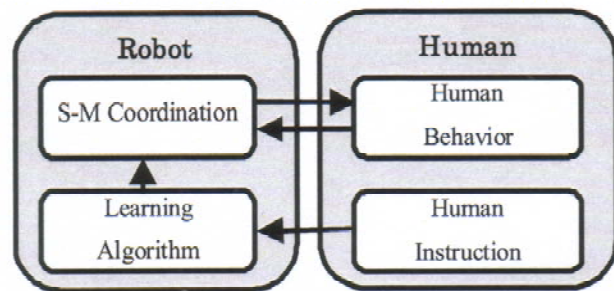 Robot
S-M Coordination
Learning
Algorithm
Human
Human
Behavior
Human
Instruction